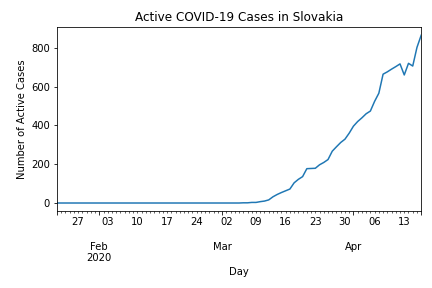 Active COVID-19 Cases in Slovakia
Number of Active Cases
800
600
400
200
0
27 03 10 17 24 02 09 16 23 30 06 13
Feb Mar Apr
2020
Day